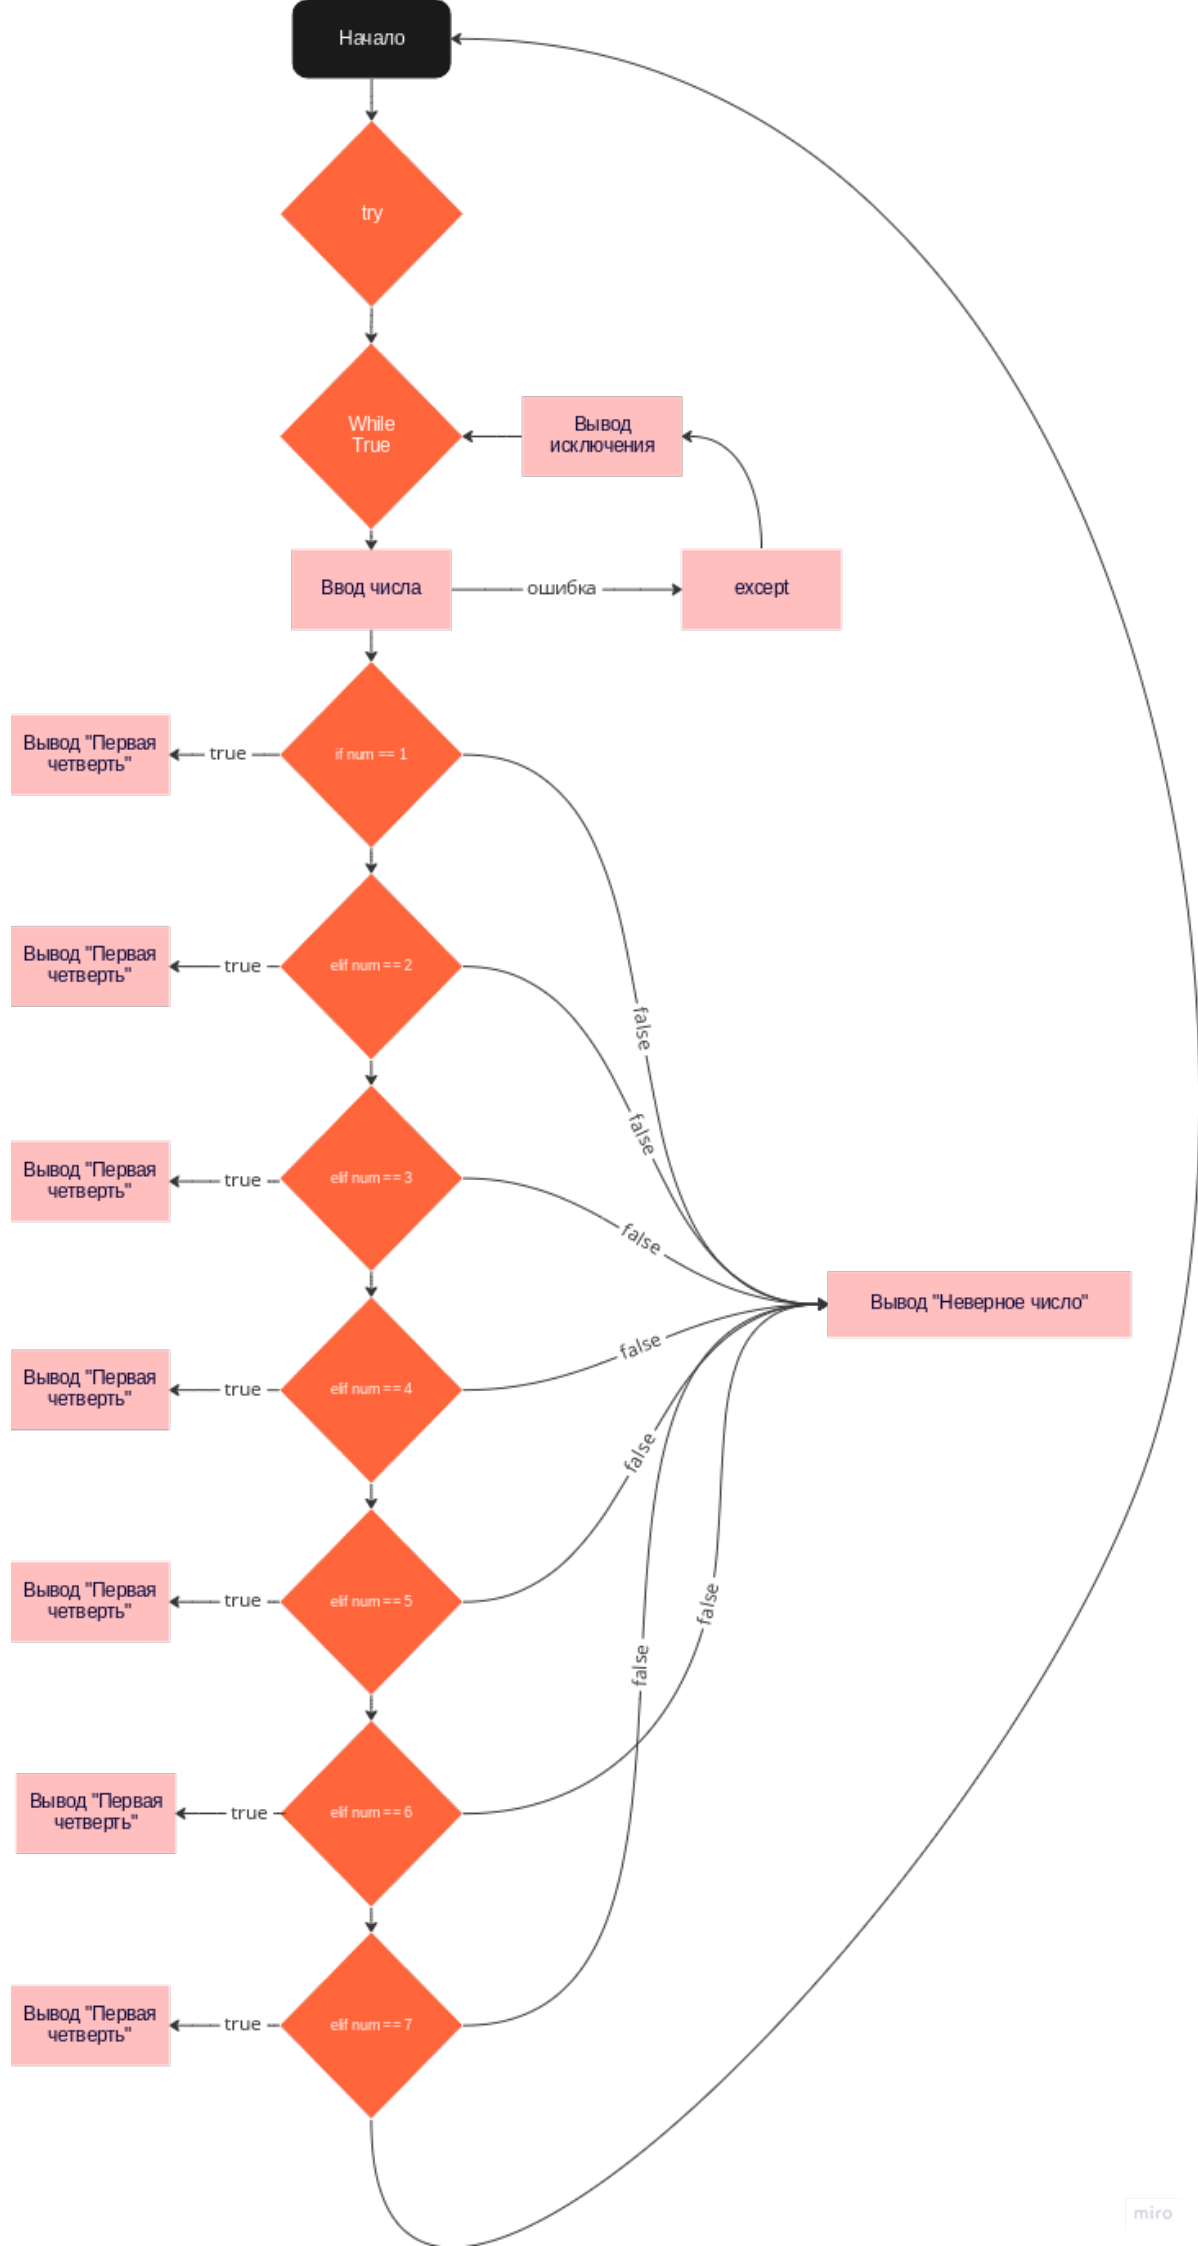 Начало
try
While
True
Вывод
исключения
Ввод числа
ошибка
except
Вывод "Первая
четверть"
true
if num == 1
Вывод "Первая
четверть"
true
elif num == 2
false
false
Вывод "Первая
четверть"
true
elif num == 3
false
Вывод "Неверное число"
Вывод "Первая
четверть"
true
elif num == 4
false
false
Вывод "Первая
четверть"
true
elif num == 5
false
false
Вывод "Первая
четверть"
true
elif num == 6
Вывод "Первая
четверть"
true
elif num == 7
miro